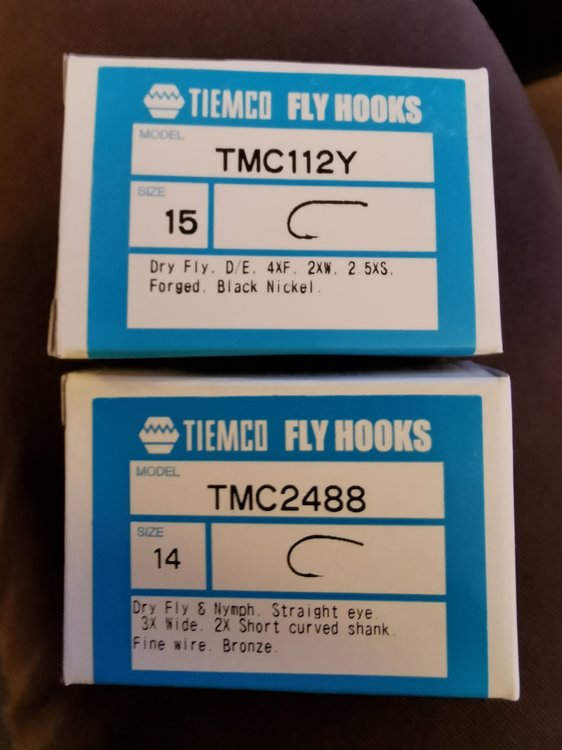 TIEMCO FLY HOOKS
MODEL
TMC112Y
SIZE
15
Dry Fly. D/E. 4XF. 2XW. 2.5XS.
Forged. Black Nickel.
TIEMCO FLY HOOKS
MODEL
TMC2488
SIZE
14
Dry Fly & Nymph. Straight eye.
3X Wide. 2X Short curved shank.
Fine wire. Bronze.